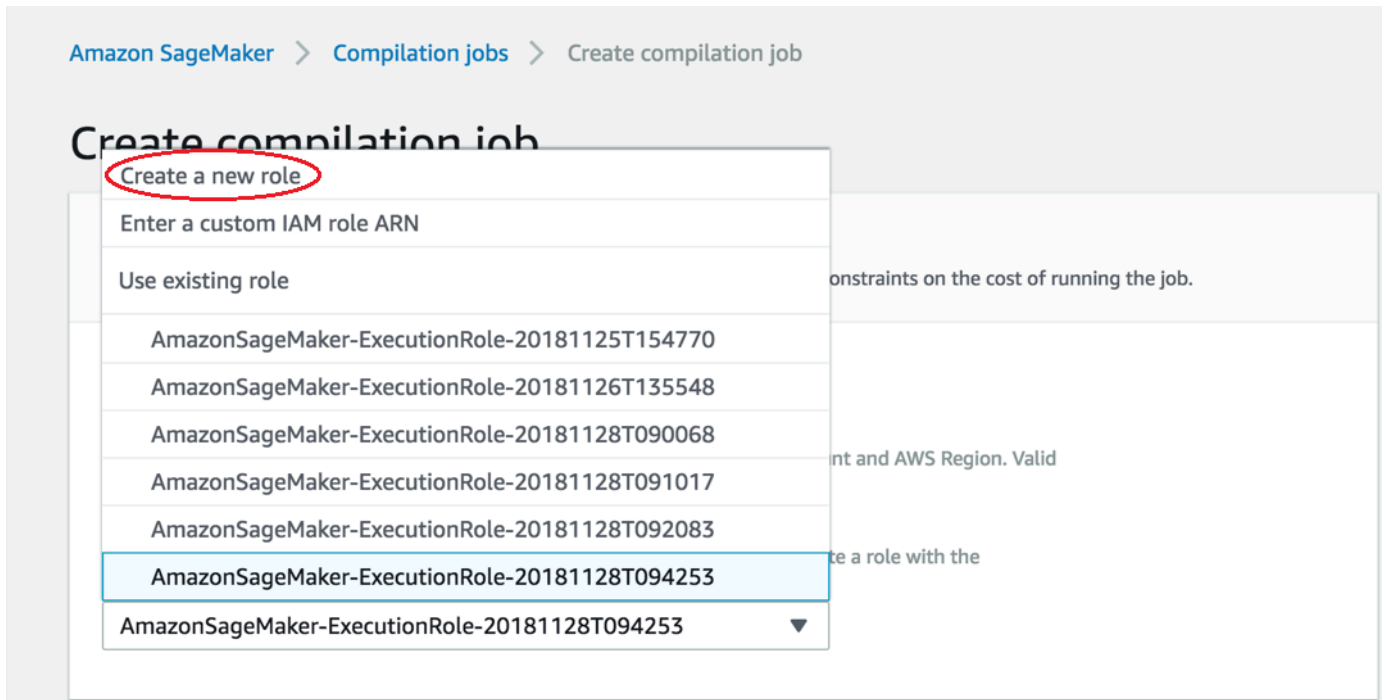 Amazon SageMaker > Compilation jobs > Create compilation job
Create compilation job
Create a new role
Enter a custom IAM role ARN
Use existing role
onstraints on the cost of running the job.
AmazonSageMaker-ExecutionRole-20181125T154770
AmazonSageMaker-ExecutionRole-20181126T135548
AmazonSageMaker-ExecutionRole-20181128T090068
nt and AWS Region. Valid
AmazonSageMaker-ExecutionRole-20181128T091017
AmazonSageMaker-ExecutionRole-20181128T092083
te a role with the
AmazonSageMaker-ExecutionRole-20181128T094253
AmazonSageMaker-ExecutionRole-20181128T094253